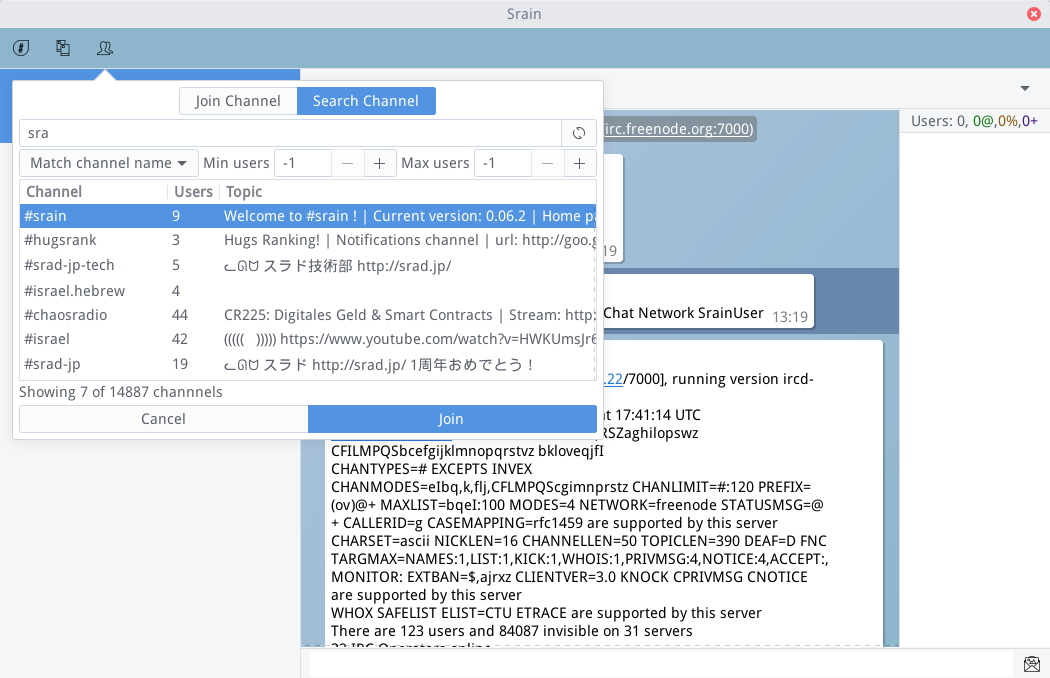 Srain
Join Channel Search Channel
sra
Match channel name Min users -1 Max users -1
Channel Users Topic
#srain 9 Welcome to #srain ! | Current version: 0.06.2 | Home p
#hugsrank 3 Hugs Ranking! | Notifications channel | url: http://goo.g
#srad-jp-tech 5 スラド技術部 http://srad.jp/
#israel.hebrew 4
#chaosradio 44 CR225: Digitales Geld & Smart Contracts | Stream: http:
#israel 42 ((((( ))))) https://www.youtube.com/watch?v=HWKUmsJr6
#srad-jp 19 スラド http://srad.jp/ 1周年おめでとう！
Showing 7 of 14887 channnels
Cancel Join
irc.freenode.org:7000)
Users: 0, 0@,0%,0+
19
Chat Network SrainUser 13:19
.22/7000], running version ircd-
at 17:41:14 UTC
RSZaghilopswz
CFILMPQSbcefgijklmnopqrstvz bkloveqjfI
CHANTYPES=# EXCEPTS INVEX
CHANMODES=eIbq,k,flj,CFLMPQScgimnprstz CHANLIMIT=#:120 PREFIX=
(ov)@+ MAXLIST=bqeI:100 MODES=4 NETWORK=freenode STATUSMSG=@
+ CALLERID=g CASEMAPPING=rfc1459 are supported by this server
CHARSET=ascii NICKLEN=16 CHANNELLEN=50 TOPICLEN=390 DEAF=D FNC
TARGMAX=NAMES:1,LIST:1,KICK:1,WHOIS:1,PRIVMSG:4,NOTICE:4,ACCEPT:,
MONITOR: EXTBAN=$,ajrxz CLIENTVER=3.0 KNOCK CPRIVMSG CNOTICE
are supported by this server
WHOX SAFELIST ELIST=CTU ETRACE are supported by this server
There are 123 users and 84087 invisible on 31 servers